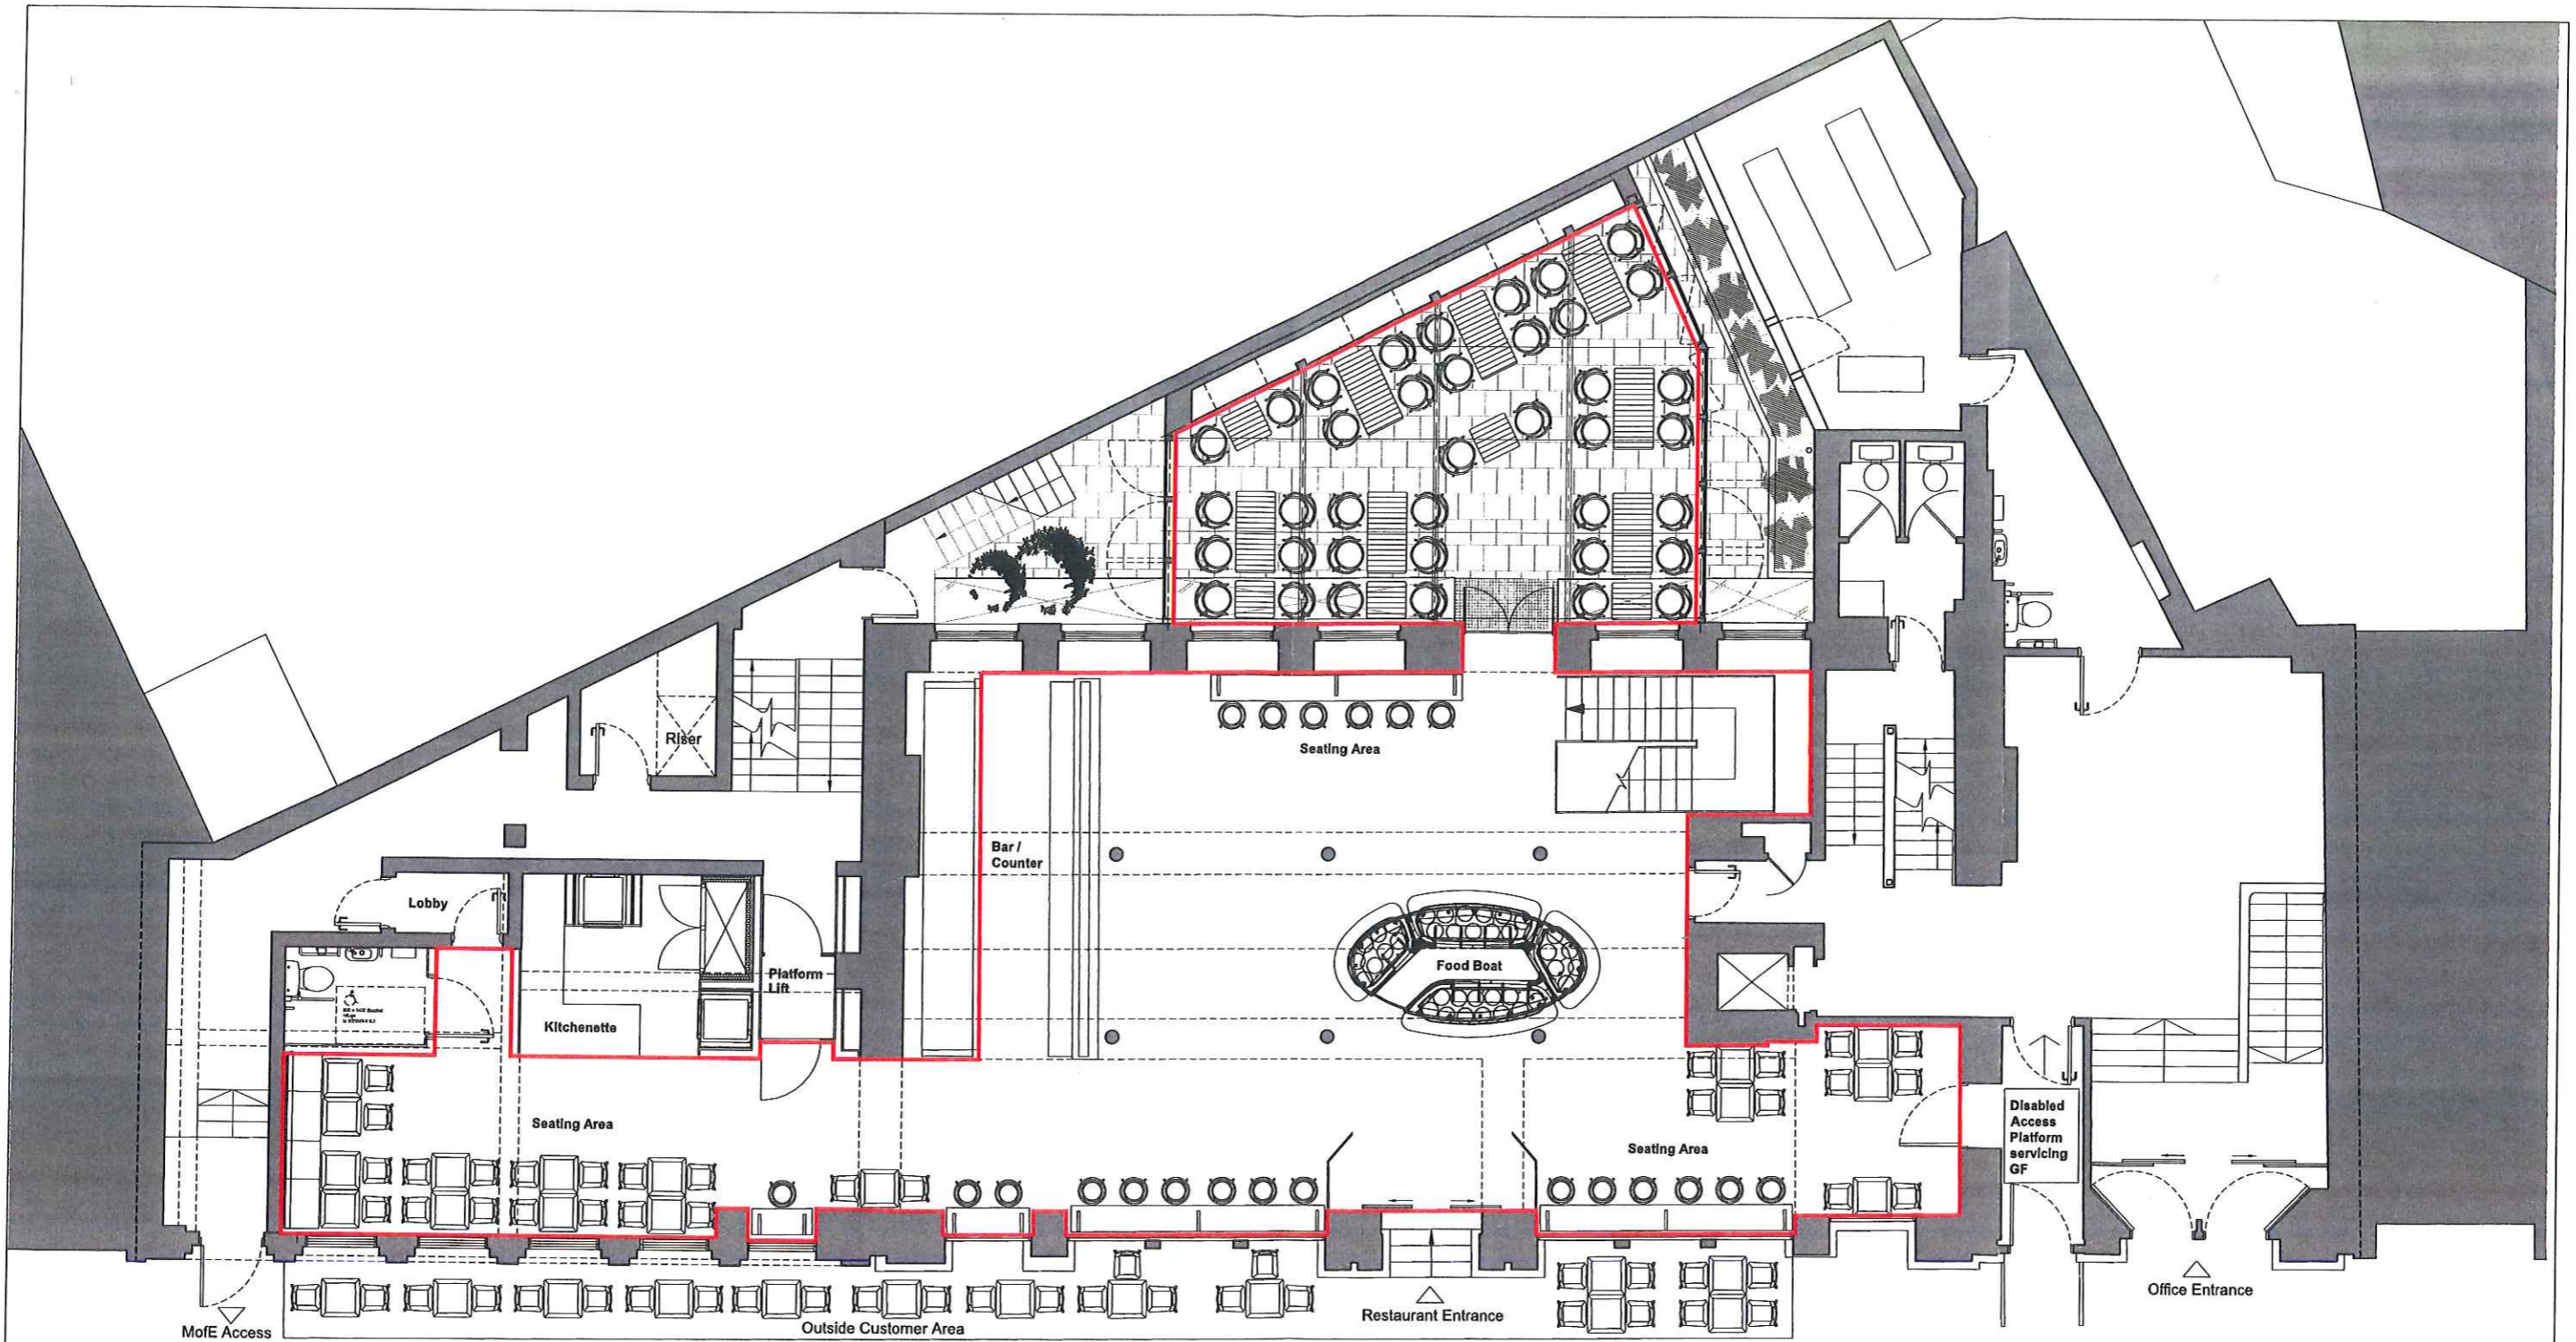 Riser
Seating Area
Bar /
Counter
Lobby
Food Boat
Platform
Lift
Kitchenette
Seating Area
Seating Area
Disabled
Access
Platform
servicing
GF
MofE Access
Outside Customer Area
Restaurant Entrance
Office Entrance